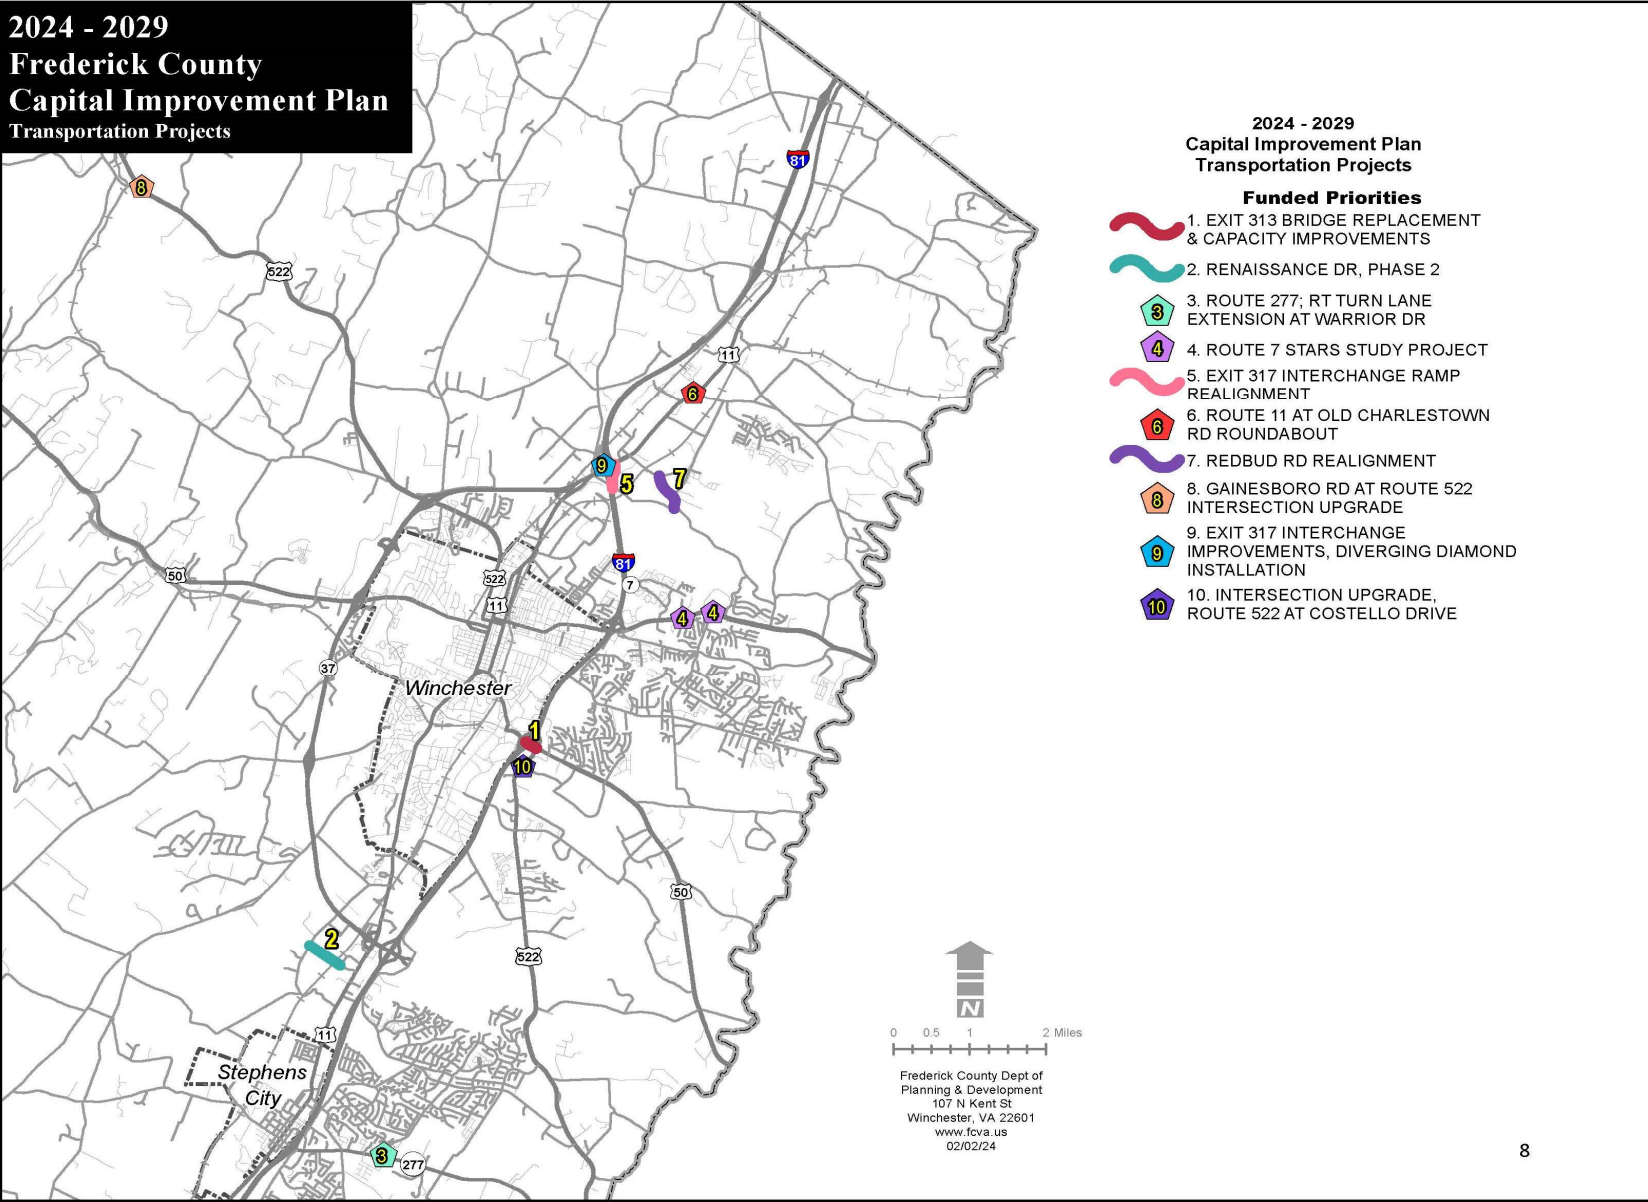 2024 - 2029
Frederick County
Capital Improvement Plan
Transportation Projects
2024 - 2029
Capital Improvement Plan
Transportation Projects
Funded Priorities
1. EXIT 313 BRIDGE REPLACEMENT
& CAPACITY IMPROVEMENTS
2. RENAISSANCE DR, PHASE 2
3
3. ROUTE 277; RT TURN LANE
EXTENSION AT WARRIOR DR
4
4. ROUTE 7 STARS STUDY PROJECT
5. EXIT 317 INTERCHANGE RAMP
REALIGNMENT
6
6. ROUTE 11 AT OLD CHARLESTOWN
RD ROUNDABOUT
7. REDBUD RD REALIGNMENT
8
8. GAINESBORO RD AT ROUTE 522
INTERSECTION UPGRADE
9
9. EXIT 317 INTERCHANGE
IMPROVEMENTS, DIVERGING DIAMOND
INSTALLATION
10
10. INTERSECTION UPGRADE,
ROUTE 522 AT COSTELLO DRIVE
81
8
522
11
6
9
5
7
81
50
522
7
11
4
4
37
Winchester
1
10
50
2
522
11
Stephens
City
3
277
N
0 0.5 1 2 Miles
Frederick County Dept of
Planning & Development
107 N Kent St
Winchester, VA 22601
www.fcva.us
02/02/24
8